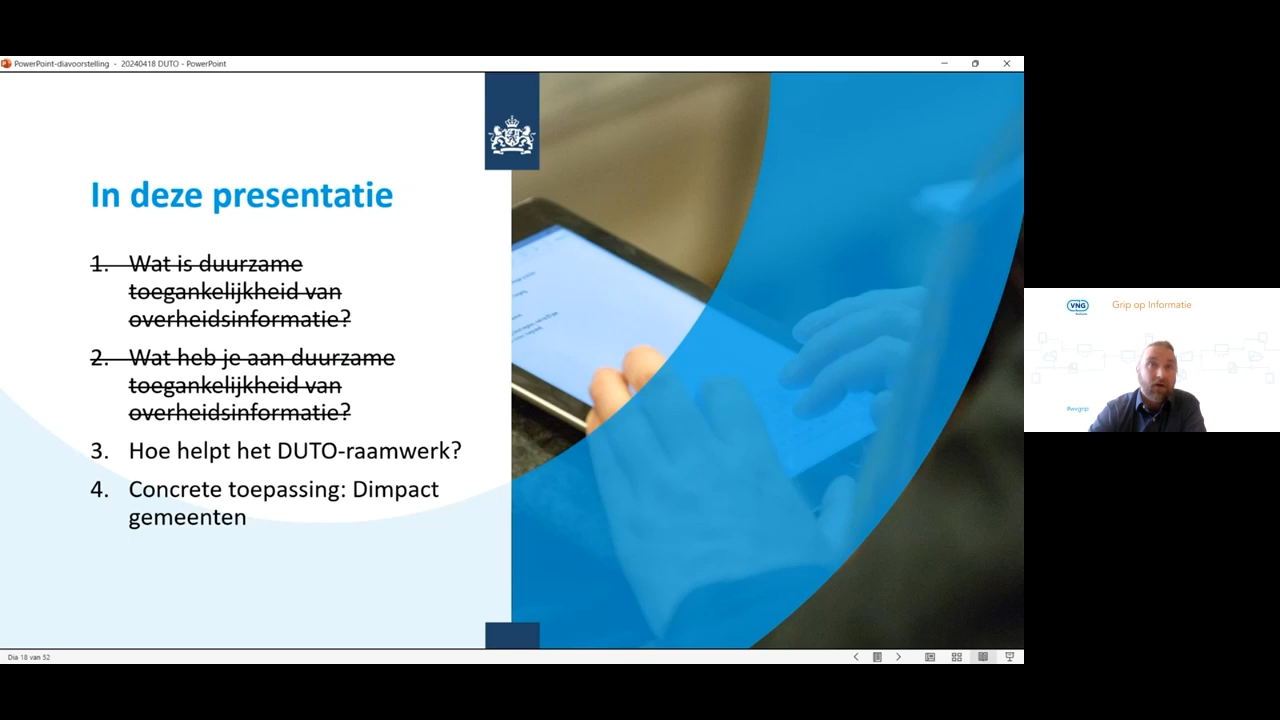 PowerPoint-diavoorstelling - 20240418 DUTO - PowerPoint
In deze presentatie
1. Wat is duurzame
toegankelijkheid van
overheidsinformatie?
2. Wat heb je aan duurzame
toegankelijkheid van
overheidsinformatie?
3. Hoe helpt het DUTO-raamwerk?
4. Concrete toepassing: Dimpact
gemeenten
Dia 18 van 52
VNG
Grip op Informatie